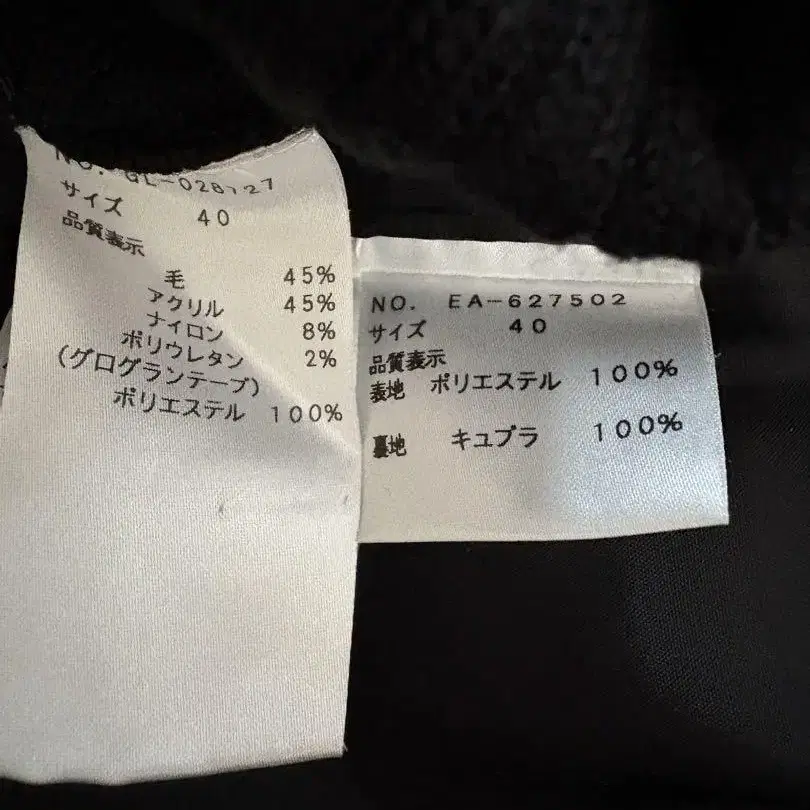 NO. GL-028127
サイズ 40
品質表示
毛 45%
アクリル 45%
ナイロン 8%
ポリウレタン 2%
(グログランテープ)
ポリエステル 100%
NO. EA-627502
サイズ 40
品質表示
表地 ポリエステル 100%
裏地 キュプラ 100%